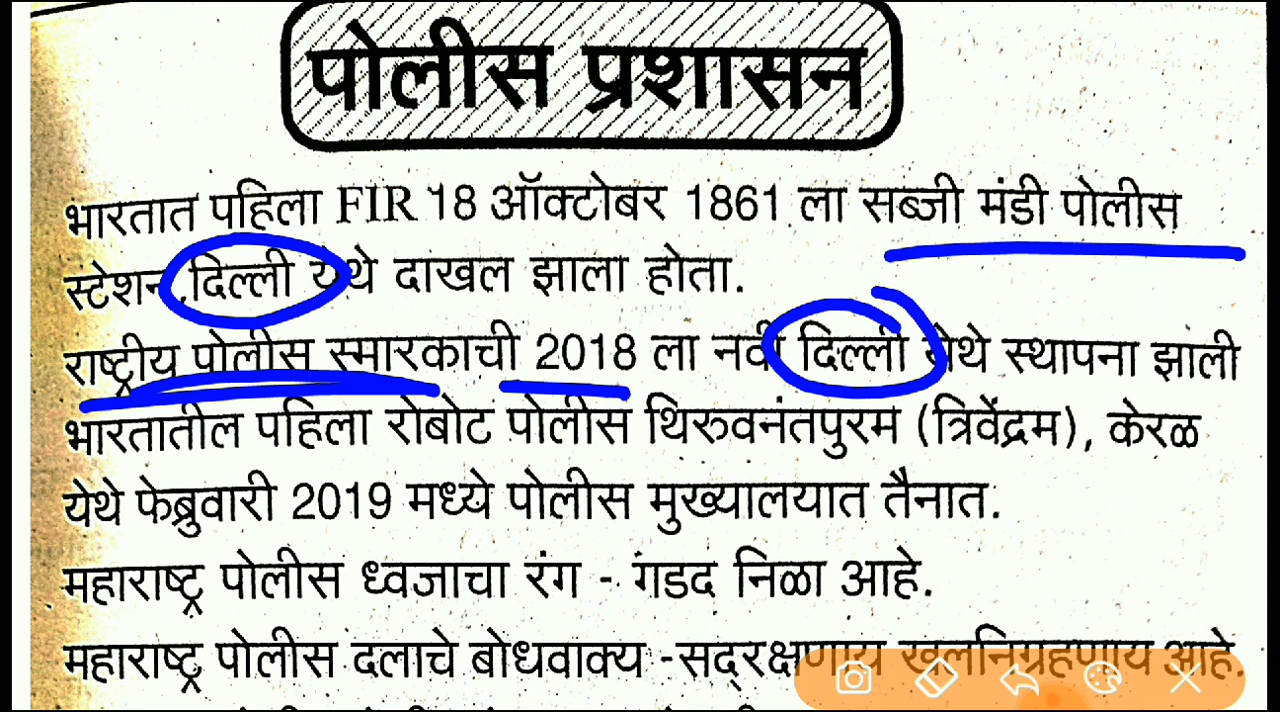 पोलीस प्रशासन
भारतात पहिला FIR 18 ऑक्टोबर 1861 ला सब्जी मंडी पोलीस
स्टेशन, दिल्ली येथे दाखल झाला होता.
राष्ट्रीय पोलीस स्मारकाची 2018 ला नवी दिल्ली येथे स्थापना झाली
भारतातील पहिला रोबोट पोलीस थिरुवनंतपुरम (त्रिवेंद्रम), केरळ
येथे फेब्रुवारी 2019 मध्ये पोलीस मुख्यालयात तैनात.
महाराष्ट्र पोलीस ध्वजाचा रंग - गडद निळा आहे.
महाराष्ट्र पोलीस दलाचे बोधवाक्य -सद्‌रक्षणाय खलनिग्रहणाय आहे.